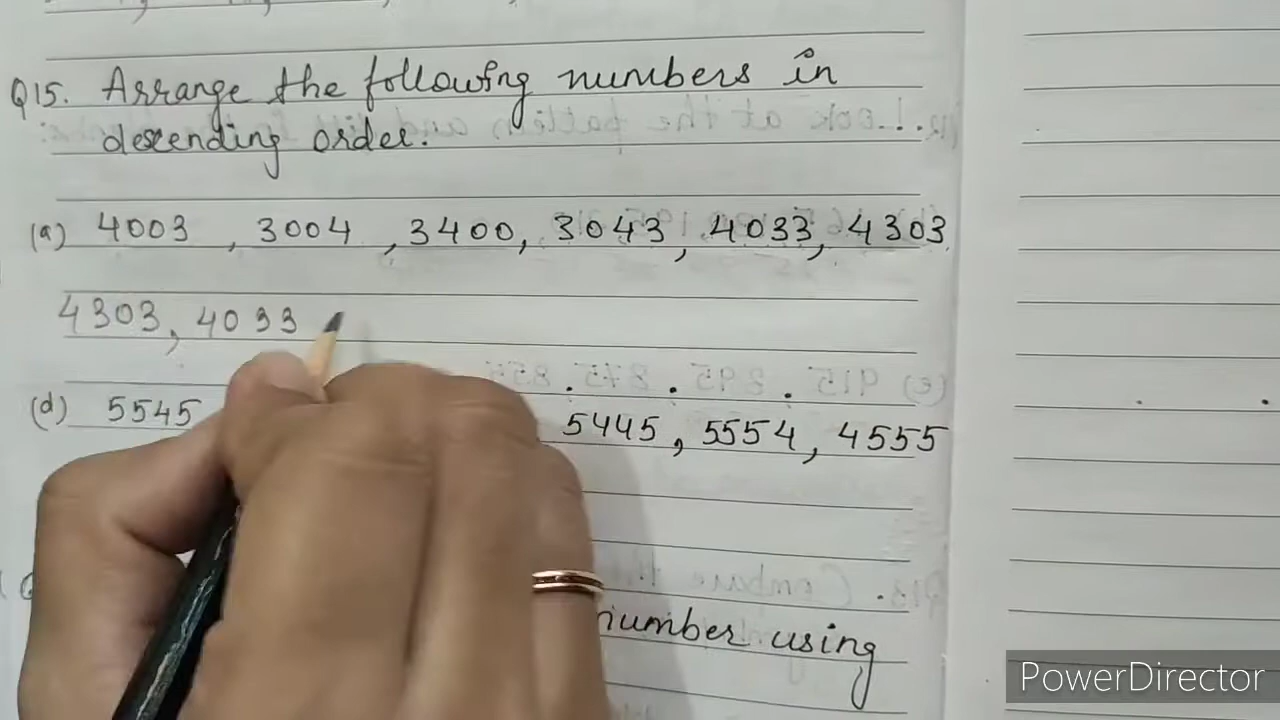 Q15. Arrange the following numbers in
descending order.
(a) 4003, 3004, 3400, 3043, 4033, 4303
4303, 4033
(d) 5545 5445, 5554, 4555
number using
PowerDirector